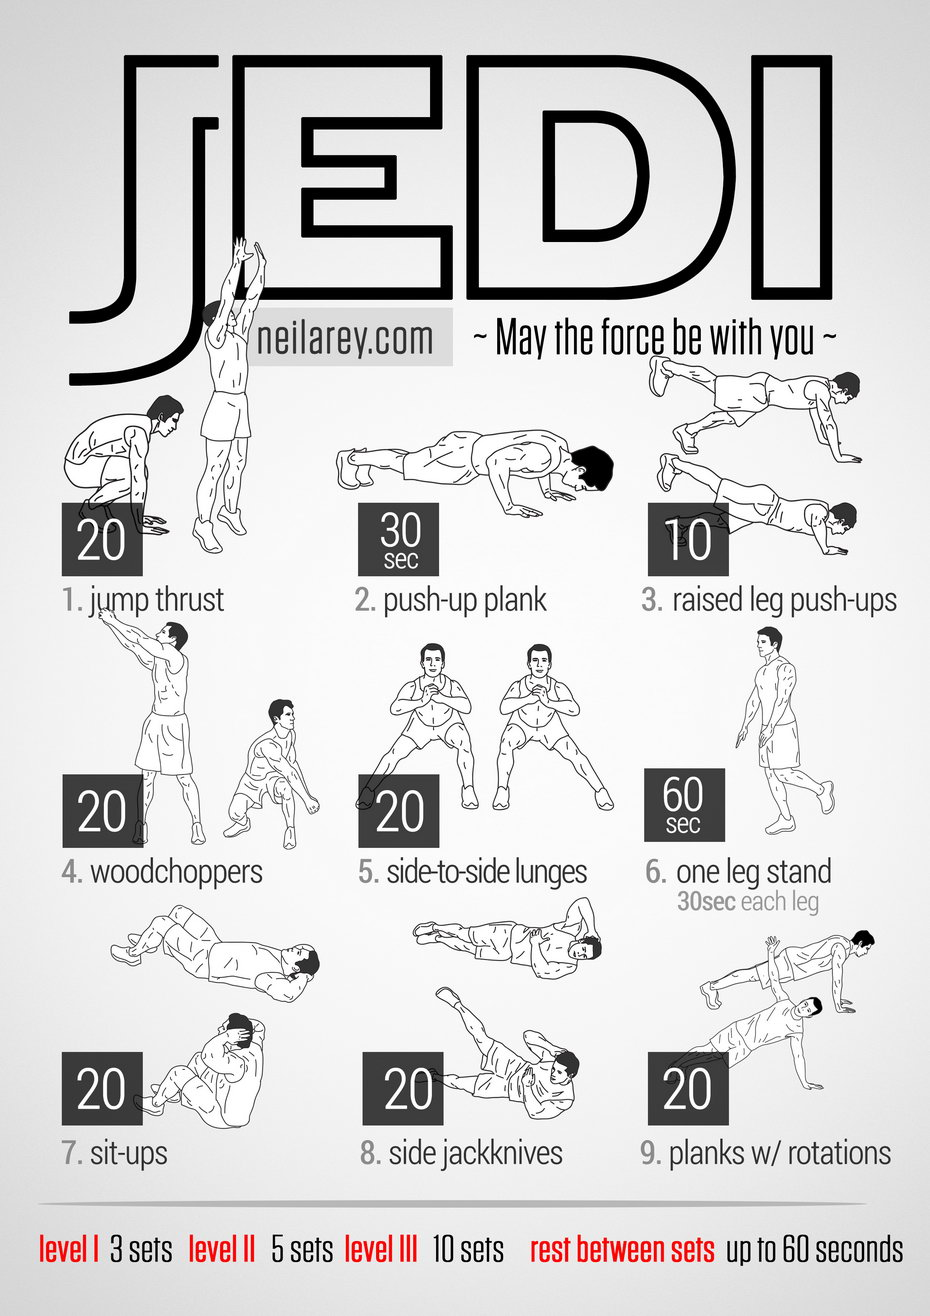 JEDI
neilarey.com
~ May the force be with you ~
20
1. jump thrust
30
sec
2. push-up plank
10
3. raised leg push-ups
20
4. woodchoppers
20
5. side-to-side lunges
60
sec
6. one leg stand
30sec each leg
20
7. sit-ups
20
8. side jackknives
20
9. planks w/ rotations
level I 3 sets level II 5 sets level III 10 sets rest between sets up to 60 seconds